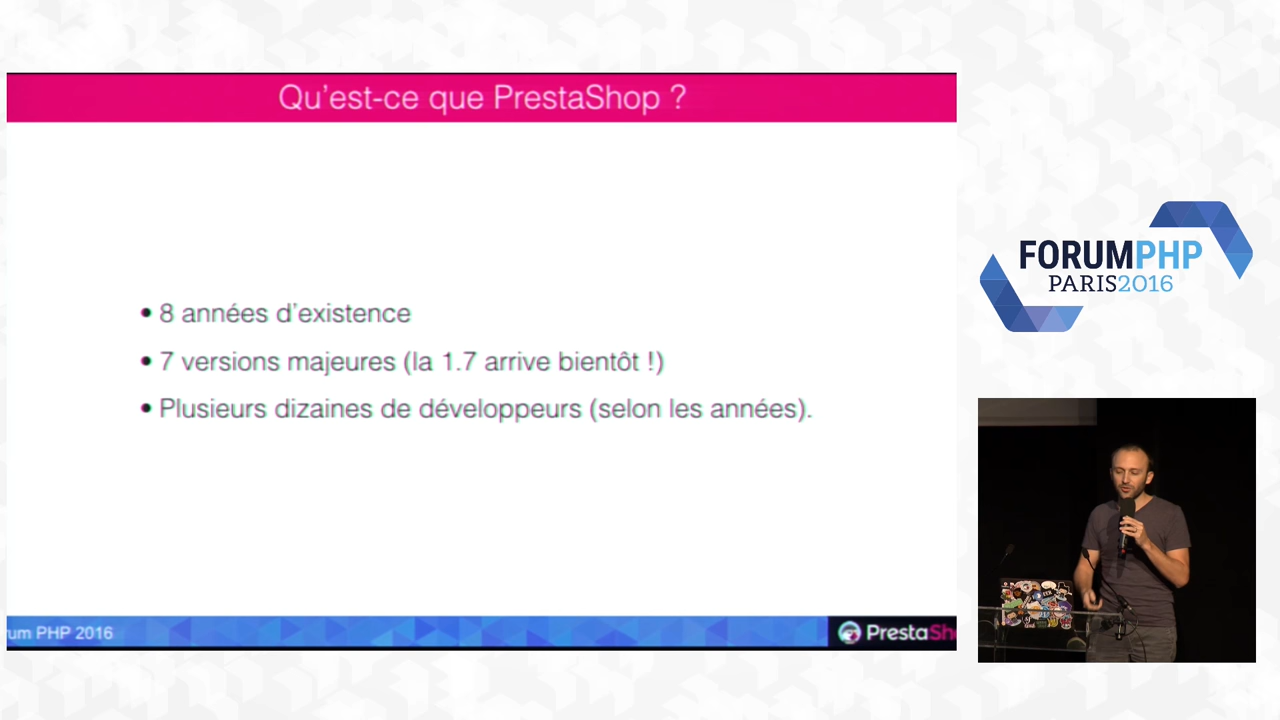 Qu'est-ce que PrestaShop ?
• 8 années d'existence
• 7 versions majeures (la 1.7 arrive bientôt !)
• Plusieurs dizaines de développeurs (selon les années).
um PHP 2016
PrestaSh
FORUMPHP
PARIS2016